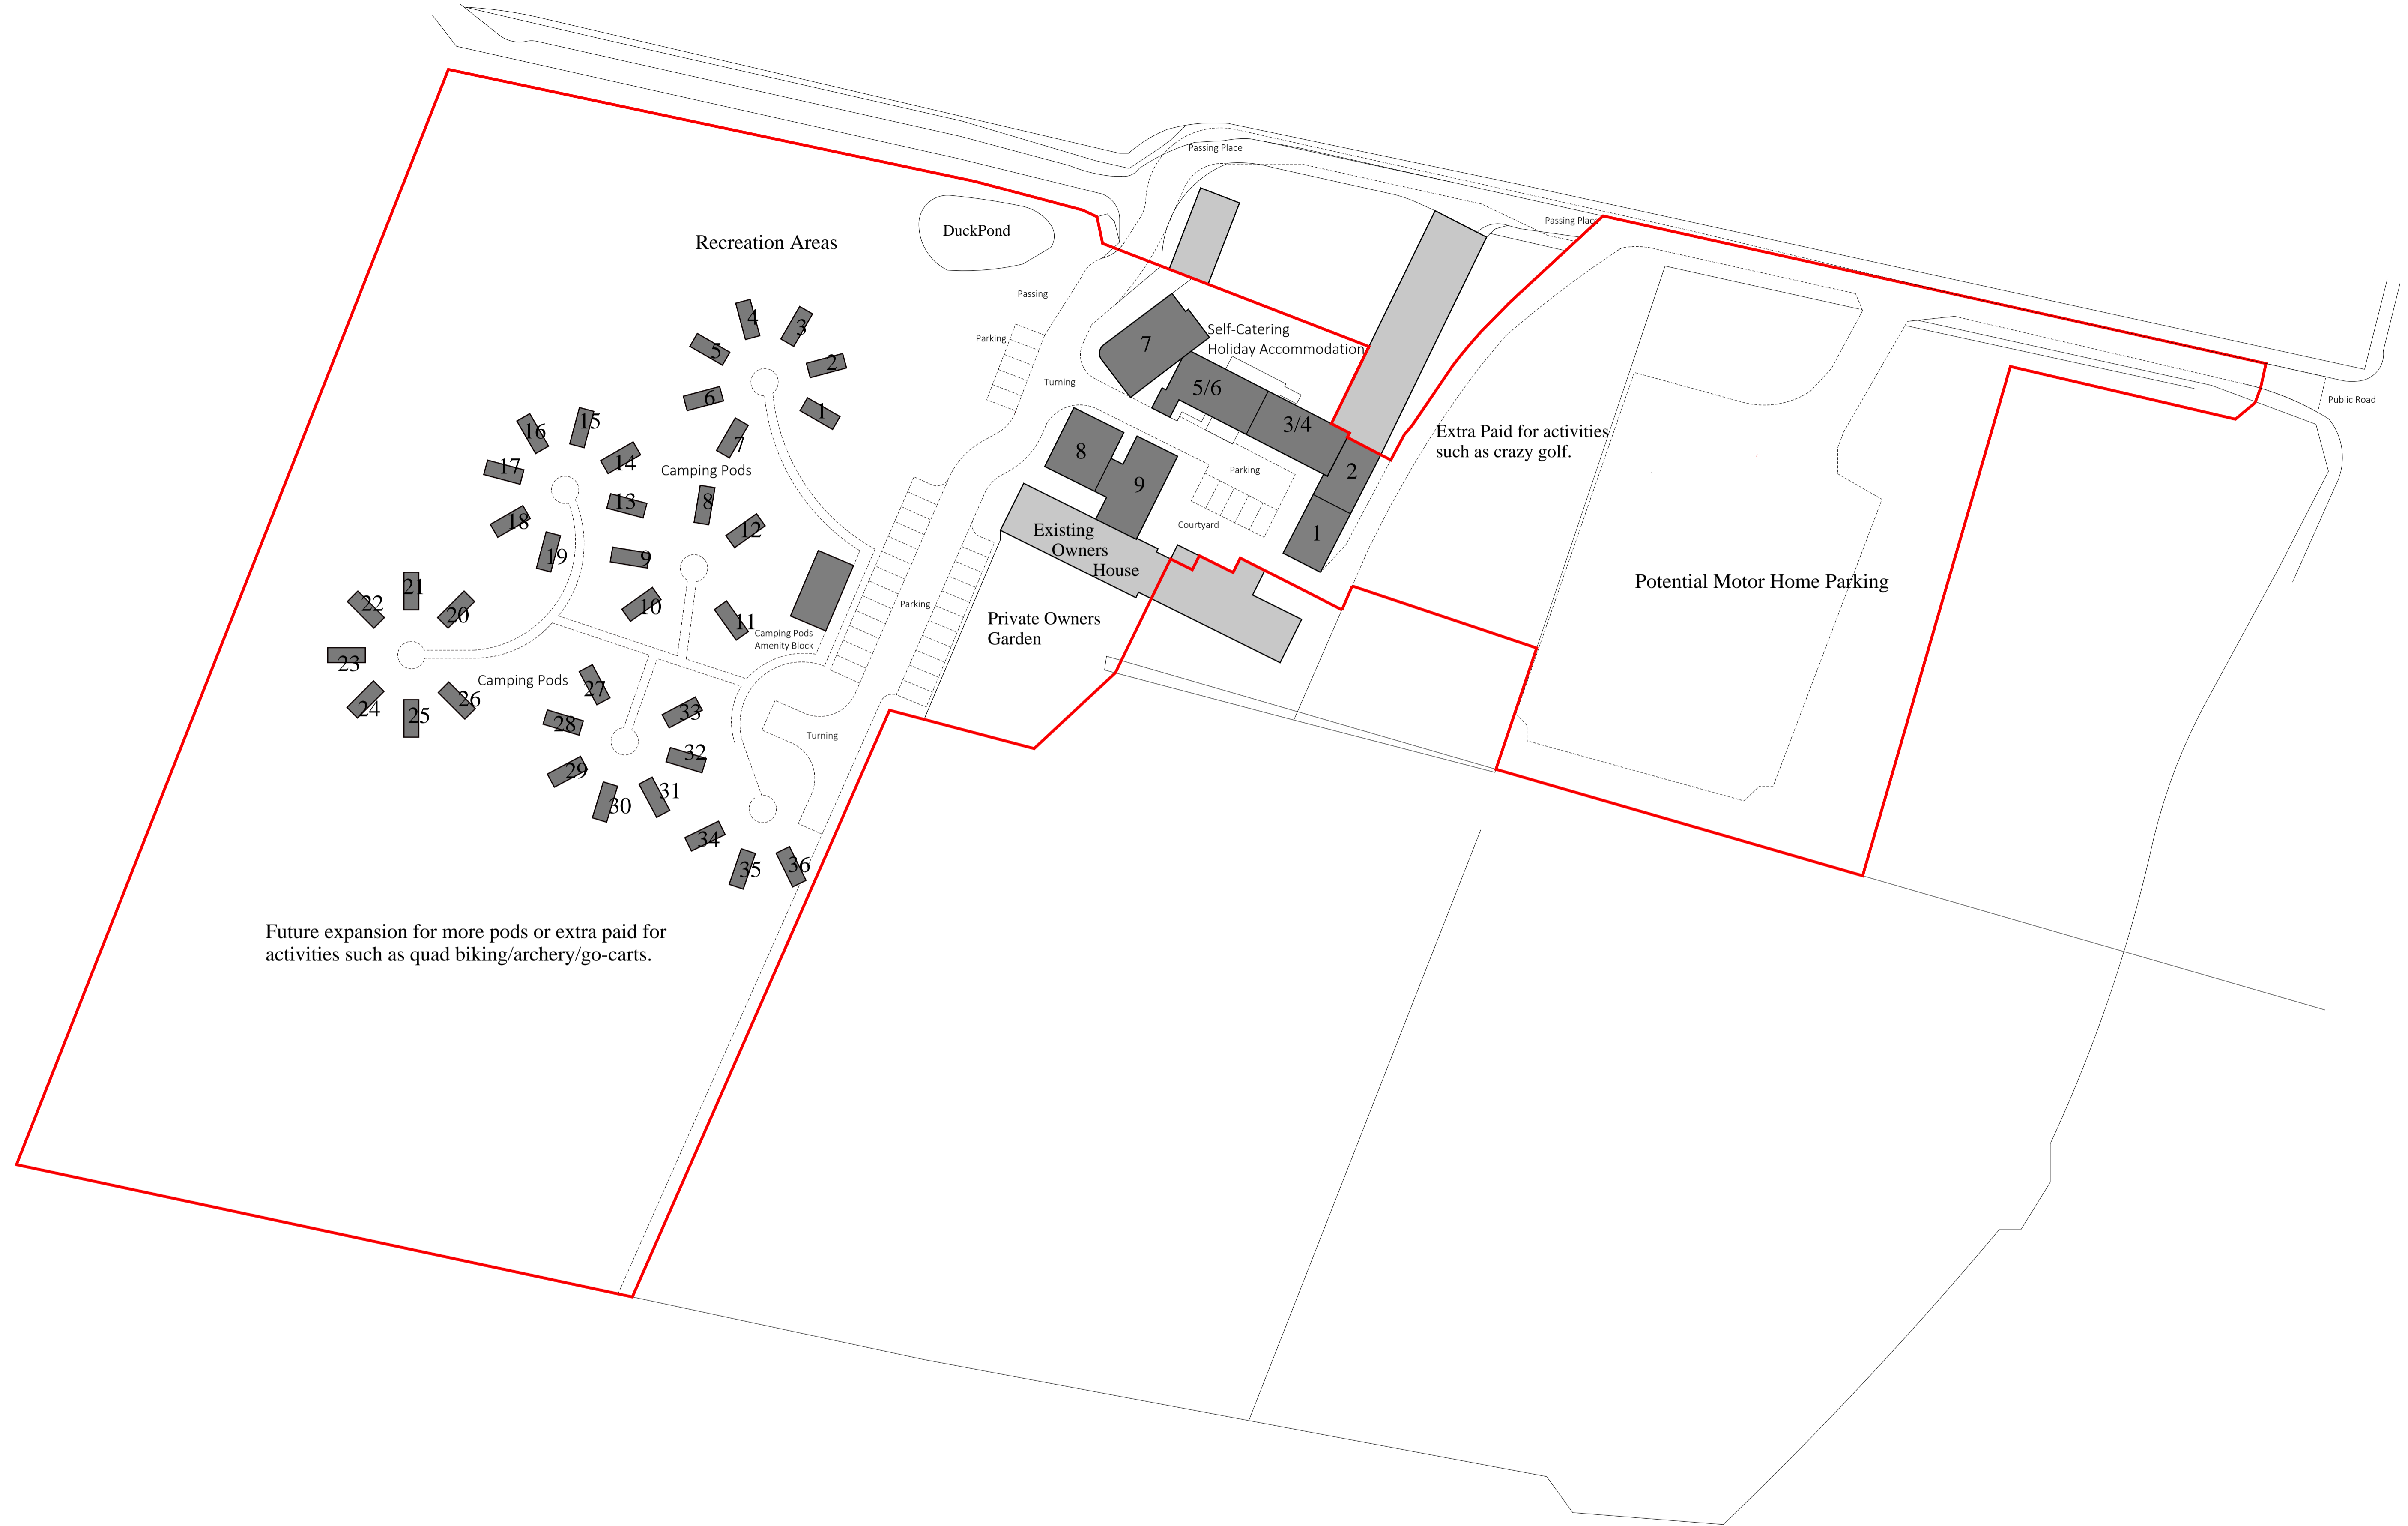 Passing Place
Passing Place
DuckPond
Recreation Areas
Passing
Parking
Turning
Self-Catering
Holiday Accommodation
7
5/6
3/4
2
1
8
9
Parking
Courtyard
Existing
Owners
House
Private Owners
Garden
Extra Paid for activities
such as crazy golf.
Public Road
Potential Motor Home Parking
4
3
5
2
6
1
7
Camping Pods
16
15
17
14
13
8
18
12
19
9
10
11
Camping Pods
Amenity Block
Parking
22
21
20
23
24
25
26
Camping Pods
27
28
33
32
29
31
30
Turning
34
35
36
Future expansion for more pods or extra paid for
activities such as quad biking/archery/go-carts.